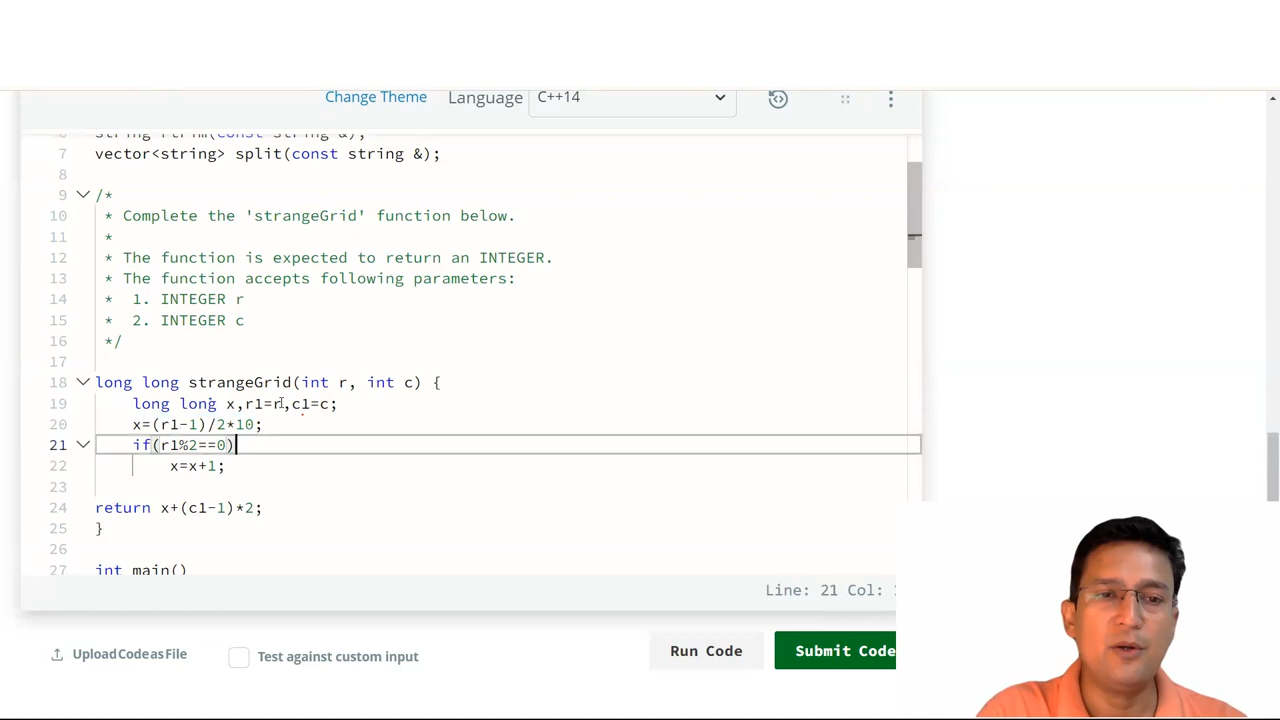 Change Theme Language C++14
7 vector<string> split(const string &);
8
9 /*
10 * Complete the 'strangeGrid' function below.
11 *
12 * The function is expected to return an INTEGER.
13 * The function accepts following parameters:
14 * 1. INTEGER r
15 * 2. INTEGER c
16 */
17
18 long long strangeGrid(int r, int c) {
19 long long x,r1=r,c1=c;
20 x=(r1-1)/2*10;
21 if(r1%2==0)
22 x=x+1;
23
24 return x+(c1-1)*2;
25 }
26
27 int main()
Line: 21 Col:
Upload Code as File Test against custom input Run Code Submit Code